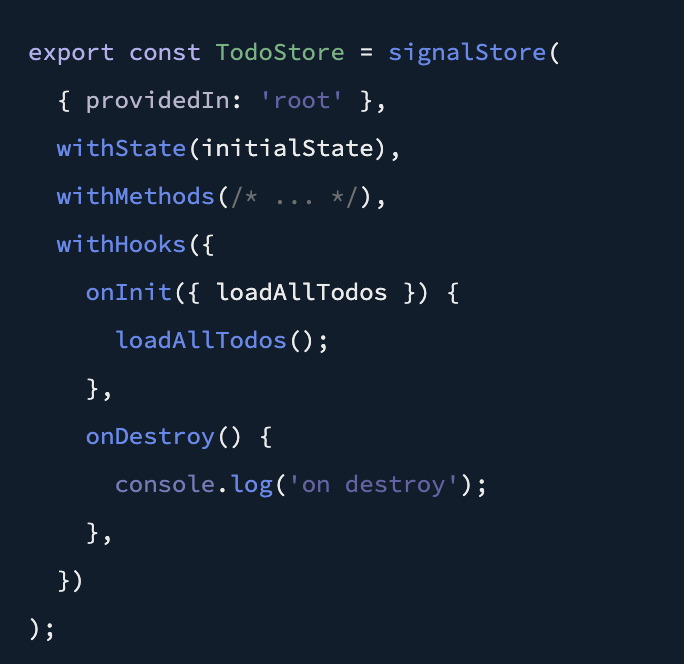 export const TodoStore = signalStore(
  { providedIn: 'root' },
  withState(initialState),
  withMethods(/* ... */),
  withHooks({
    onInit({ loadAllTodos }) {
      loadAllTodos();
    },
    onDestroy() {
      console.log('on destroy');
    },
  })
);